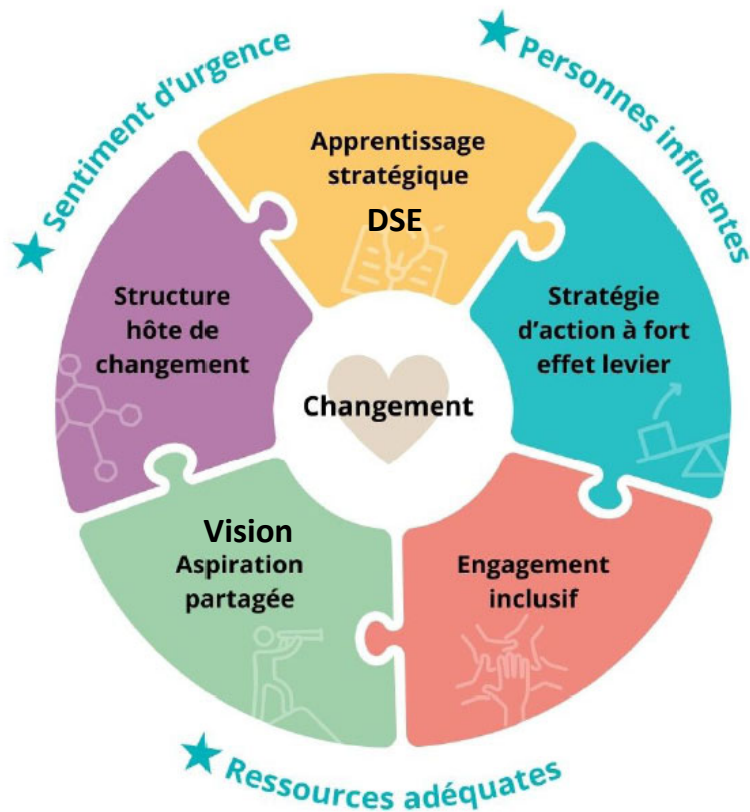 Sentiment d'urgence
Personnes influentes
Apprentissage
stratégique
DSE
Structure
hôte de
changement
Stratégie
d'action à fort
effet levier
Changement
Vision
Aspiration
partagée
Engagement
inclusif
Ressources adéquates